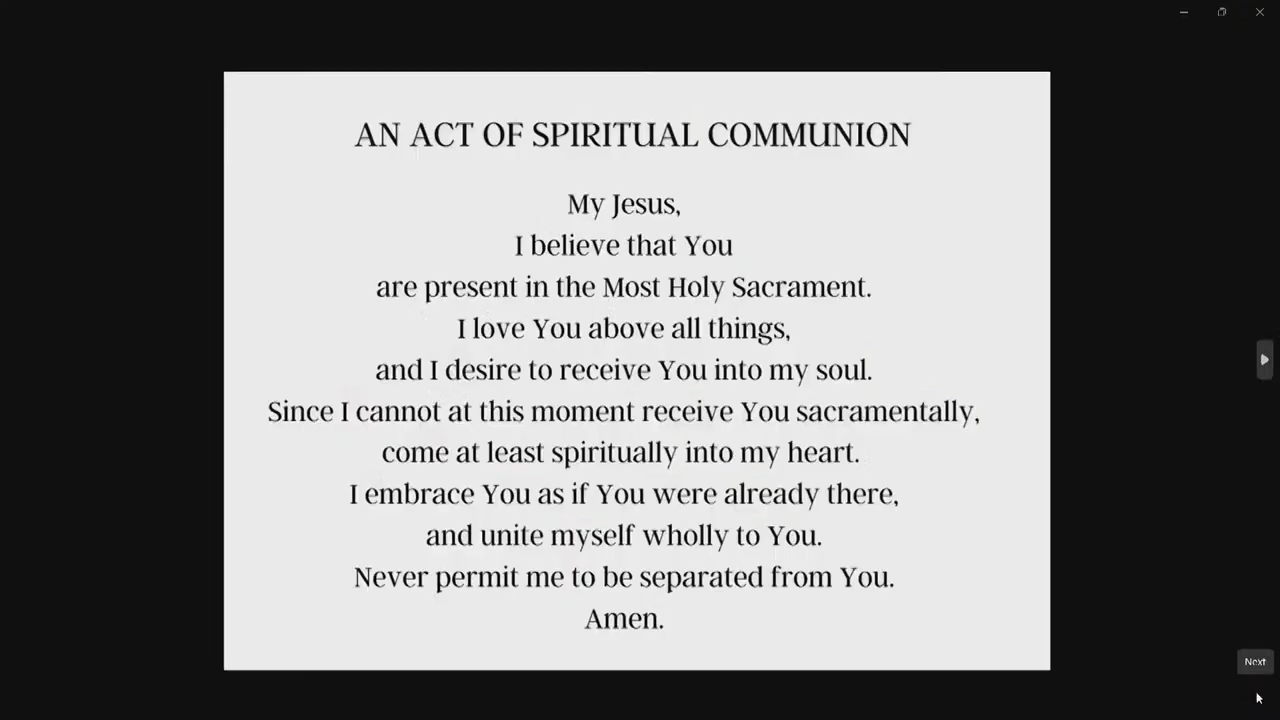 AN ACT OF SPIRITUAL COMMUNION
My Jesus,
I believe that You
are present in the Most Holy Sacrament.
I love You above all things,
and I desire to receive You into my soul.
Since I cannot at this moment receive You sacramentally,
come at least spiritually into my heart.
I embrace You as if You were already there,
and unite myself wholly to You.
Never permit me to be separated from You.
Amen.
Next